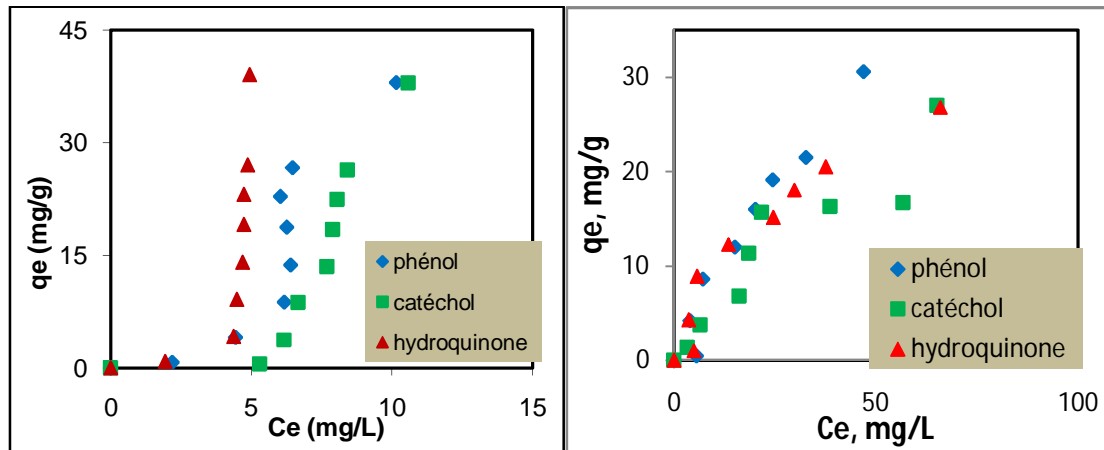 45
30
15
0
qe (mg/g)
phénol
catéchol
hydroquinone
0 5 10 15
Ce (mg/L)
30
20
10
0
qe, mg/g
phénol
catéchol
hydroquinone
0 50 100
Ce, mg/L